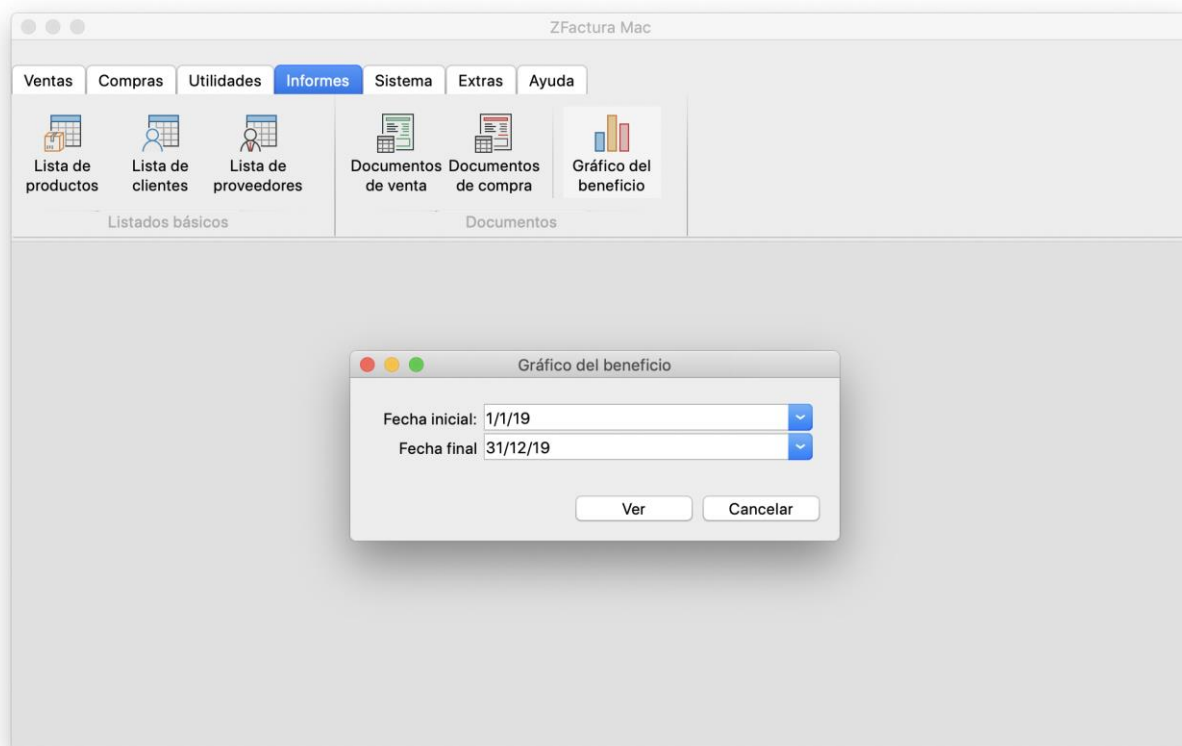 ZFactura Mac
Ventas Compras Utilidades Informes Sistema Extras Ayuda
Lista de productos
Lista de clientes
Lista de proveedores
Documentos de venta
Documentos de compra
Gráfico del beneficio
Listados básicos
Documentos
Gráfico del beneficio
Fecha inicial: 1/1/19
Fecha final 31/12/19
Ver Cancelar